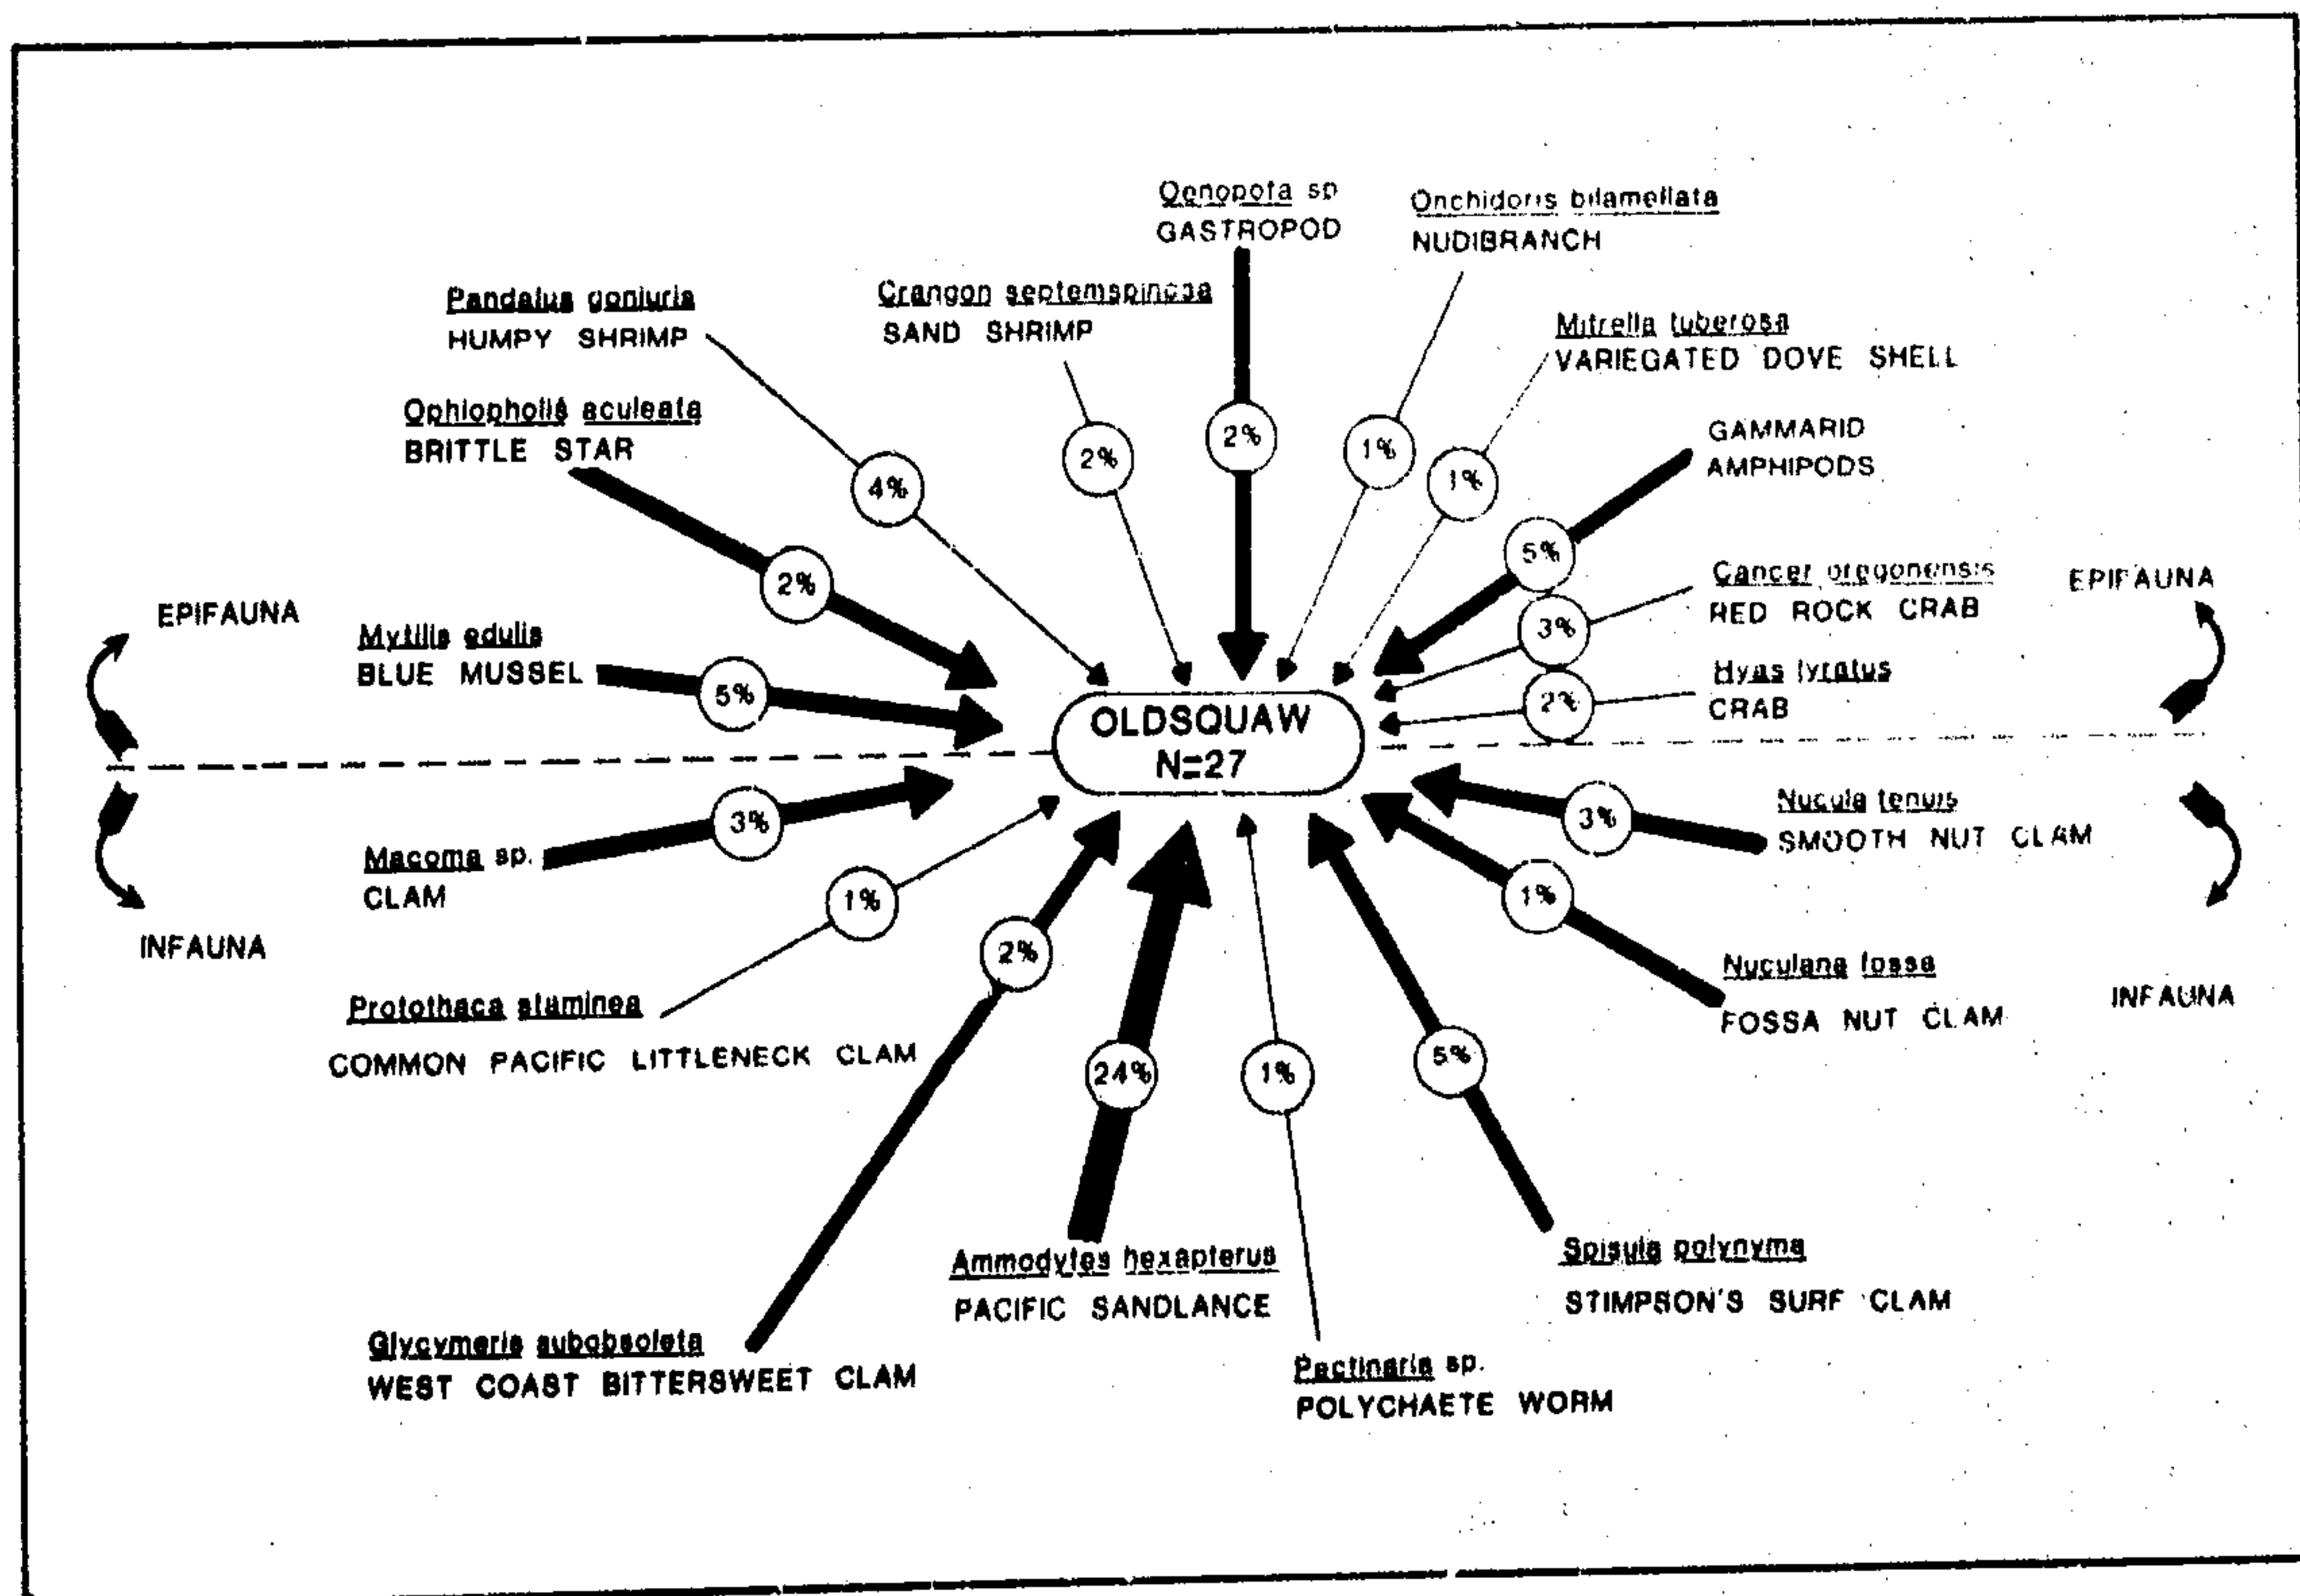 Oenopota sp
GASTROPOD
Onchidoris bilamellata
NUDIBRANCH
Pandalus goniuris
HUMPY SHRIMP
Crangon septemspinosa
SAND SHRIMP
Mitrella tuberosa
VARIEGATED DOVE SHELL
Ophiopholis aculeata
BRITTLE STAR
GAMMARID
AMPHIPODS
4%
2%
2%
1%
1%
5%
2%
3%
2%
5%
Cancer oregonensis
RED ROCK CRAB
EPIFAUNA
EPIFAUNA
Mytilis edulis
BLUE MUSSEL
Hyas lyratus
CRAB
OLDSQUAW
N=27
3%
1%
2%
24%
1%
5%
1%
3%
Macoma sp.
CLAM
Nucula tenuis
SMOOTH NUT CLAM
INFAUNA
INFAUNA
Nuculana fossa
FOSSA NUT CLAM
Protothaca staminea
COMMON PACIFIC LITTLENECK CLAM
Ammodytes hexapterus
PACIFIC SANDLANCE
Spisula polynyma
STIMPSON'S SURF CLAM
Glycymeris subobsoleta
WEST COAST BITTERSWEET CLAM
Pectinaria sp.
POLYCHAETE WORM